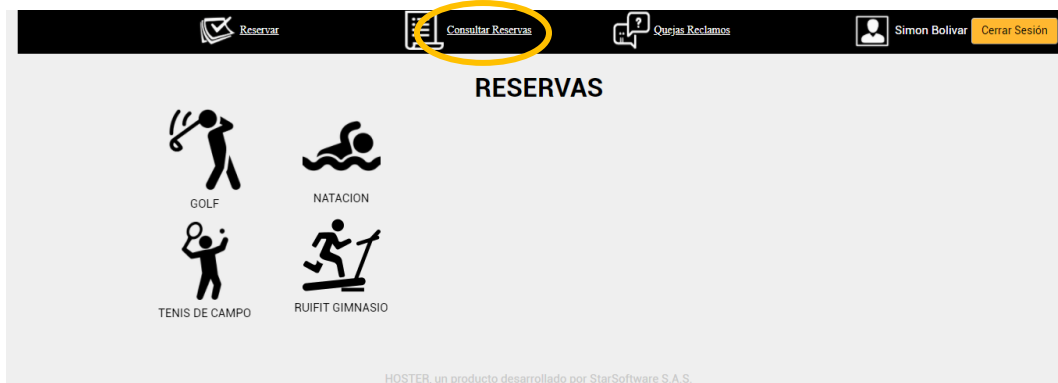 Reservar
Consultar Reservas
Quejas Reclamos
Simon Bolivar
Cerrar Sesión
RESERVAS
GOLF
NATACION
TENIS DE CAMPO
RUIFIT GIMNASIO
HOSTER, un producto desarrollado por StarSoftware S.A.S.